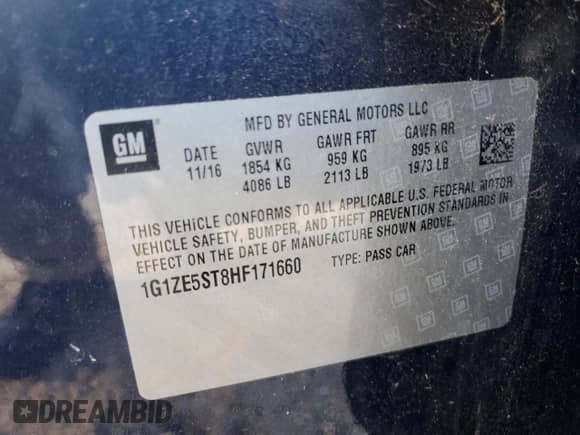 GM
MFD BY GENERAL MOTORS LLC
DATE GVWR GAWR FRT GAWR RR
11/16 1854 KG 959 KG 895 KG
4086 LB 2113 LB 1973 LB
THIS VEHICLE CONFORMS TO ALL APPLICABLE U.S. FEDERAL MOTOR
VEHICLE SAFETY, BUMPER, AND THEFT PREVENTION STANDARDS IN
EFFECT ON THE DATE OF MANUFACTURE SHOWN ABOVE.
1G1ZE5ST8HF171660 TYPE: PASS CAR
DREAMBID